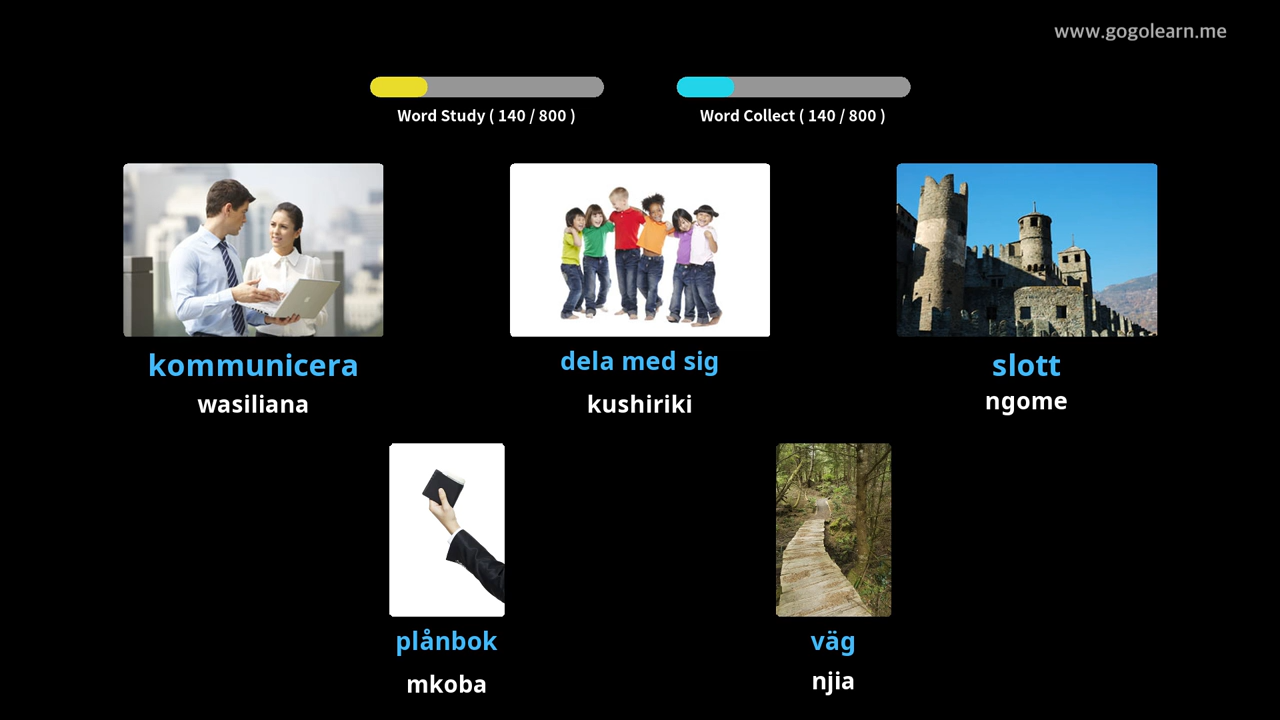 www.gogolearn.me
Word Study ( 140 / 800 )
Word Collect ( 140 / 800 )
kommunicera
wasiliana
dela med sig
kushiriki
slott
ngome
plånbok
mkoba
väg
njia